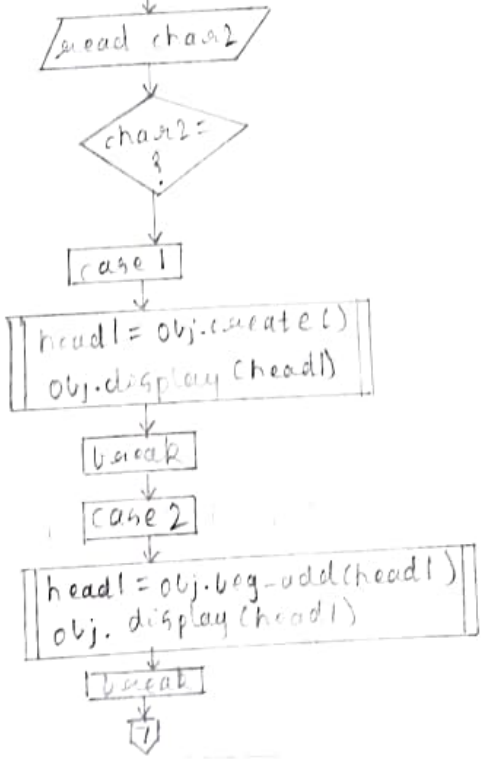 read char2
char2=
?
case 1
head1 = obj.create()
obj.display(head1)
break
case 2
head1 = obj.beg-add(head1)
obj. display(head1)
break
7